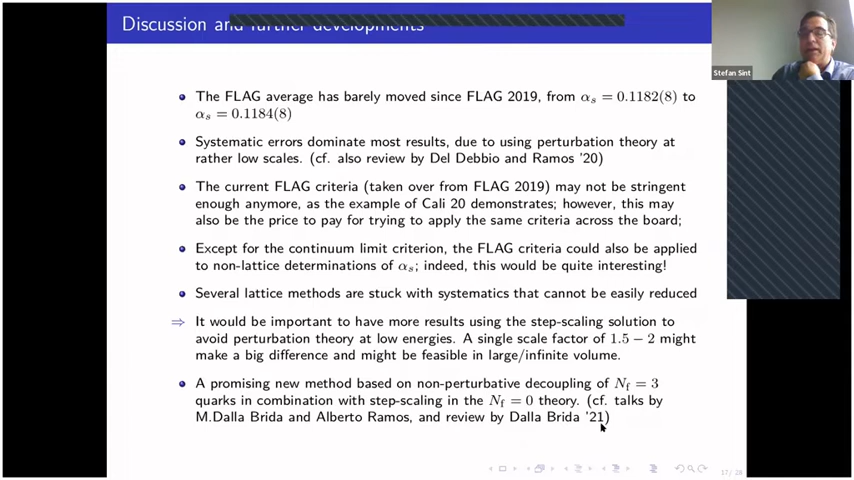 Discussion and further developments
Stefan Sint
The FLAG average has barely moved since FLAG 2019, from αₛ = 0.1182(8) to
αₛ = 0.1184(8)
Systematic errors dominate most results, due to using perturbation theory at
rather low scales. (cf. also review by Del Debbio and Ramos '20)
The current FLAG criteria (taken over from FLAG 2019) may not be stringent
enough anymore, as the example of Cali 20 demonstrates; however, this may
also be the price to pay for trying to apply the same criteria across the board;
Except for the continuum limit criterion, the FLAG criteria could also be applied
to non-lattice determinations of αₛ; indeed, this would be quite interesting!
Several lattice methods are stuck with systematics that cannot be easily reduced
⇒ It would be important to have more results using the step-scaling solution to
avoid perturbation theory at low energies. A single scale factor of 1.5 − 2 might
make a big difference and might be feasible in large/infinite volume.
A promising new method based on non-perturbative decoupling of N_f = 3
quarks in combination with step-scaling in the N_f = 0 theory. (cf. talks by
M.Dalla Brida and Alberto Ramos, and review by Dalla Brida '21)
17 / 28